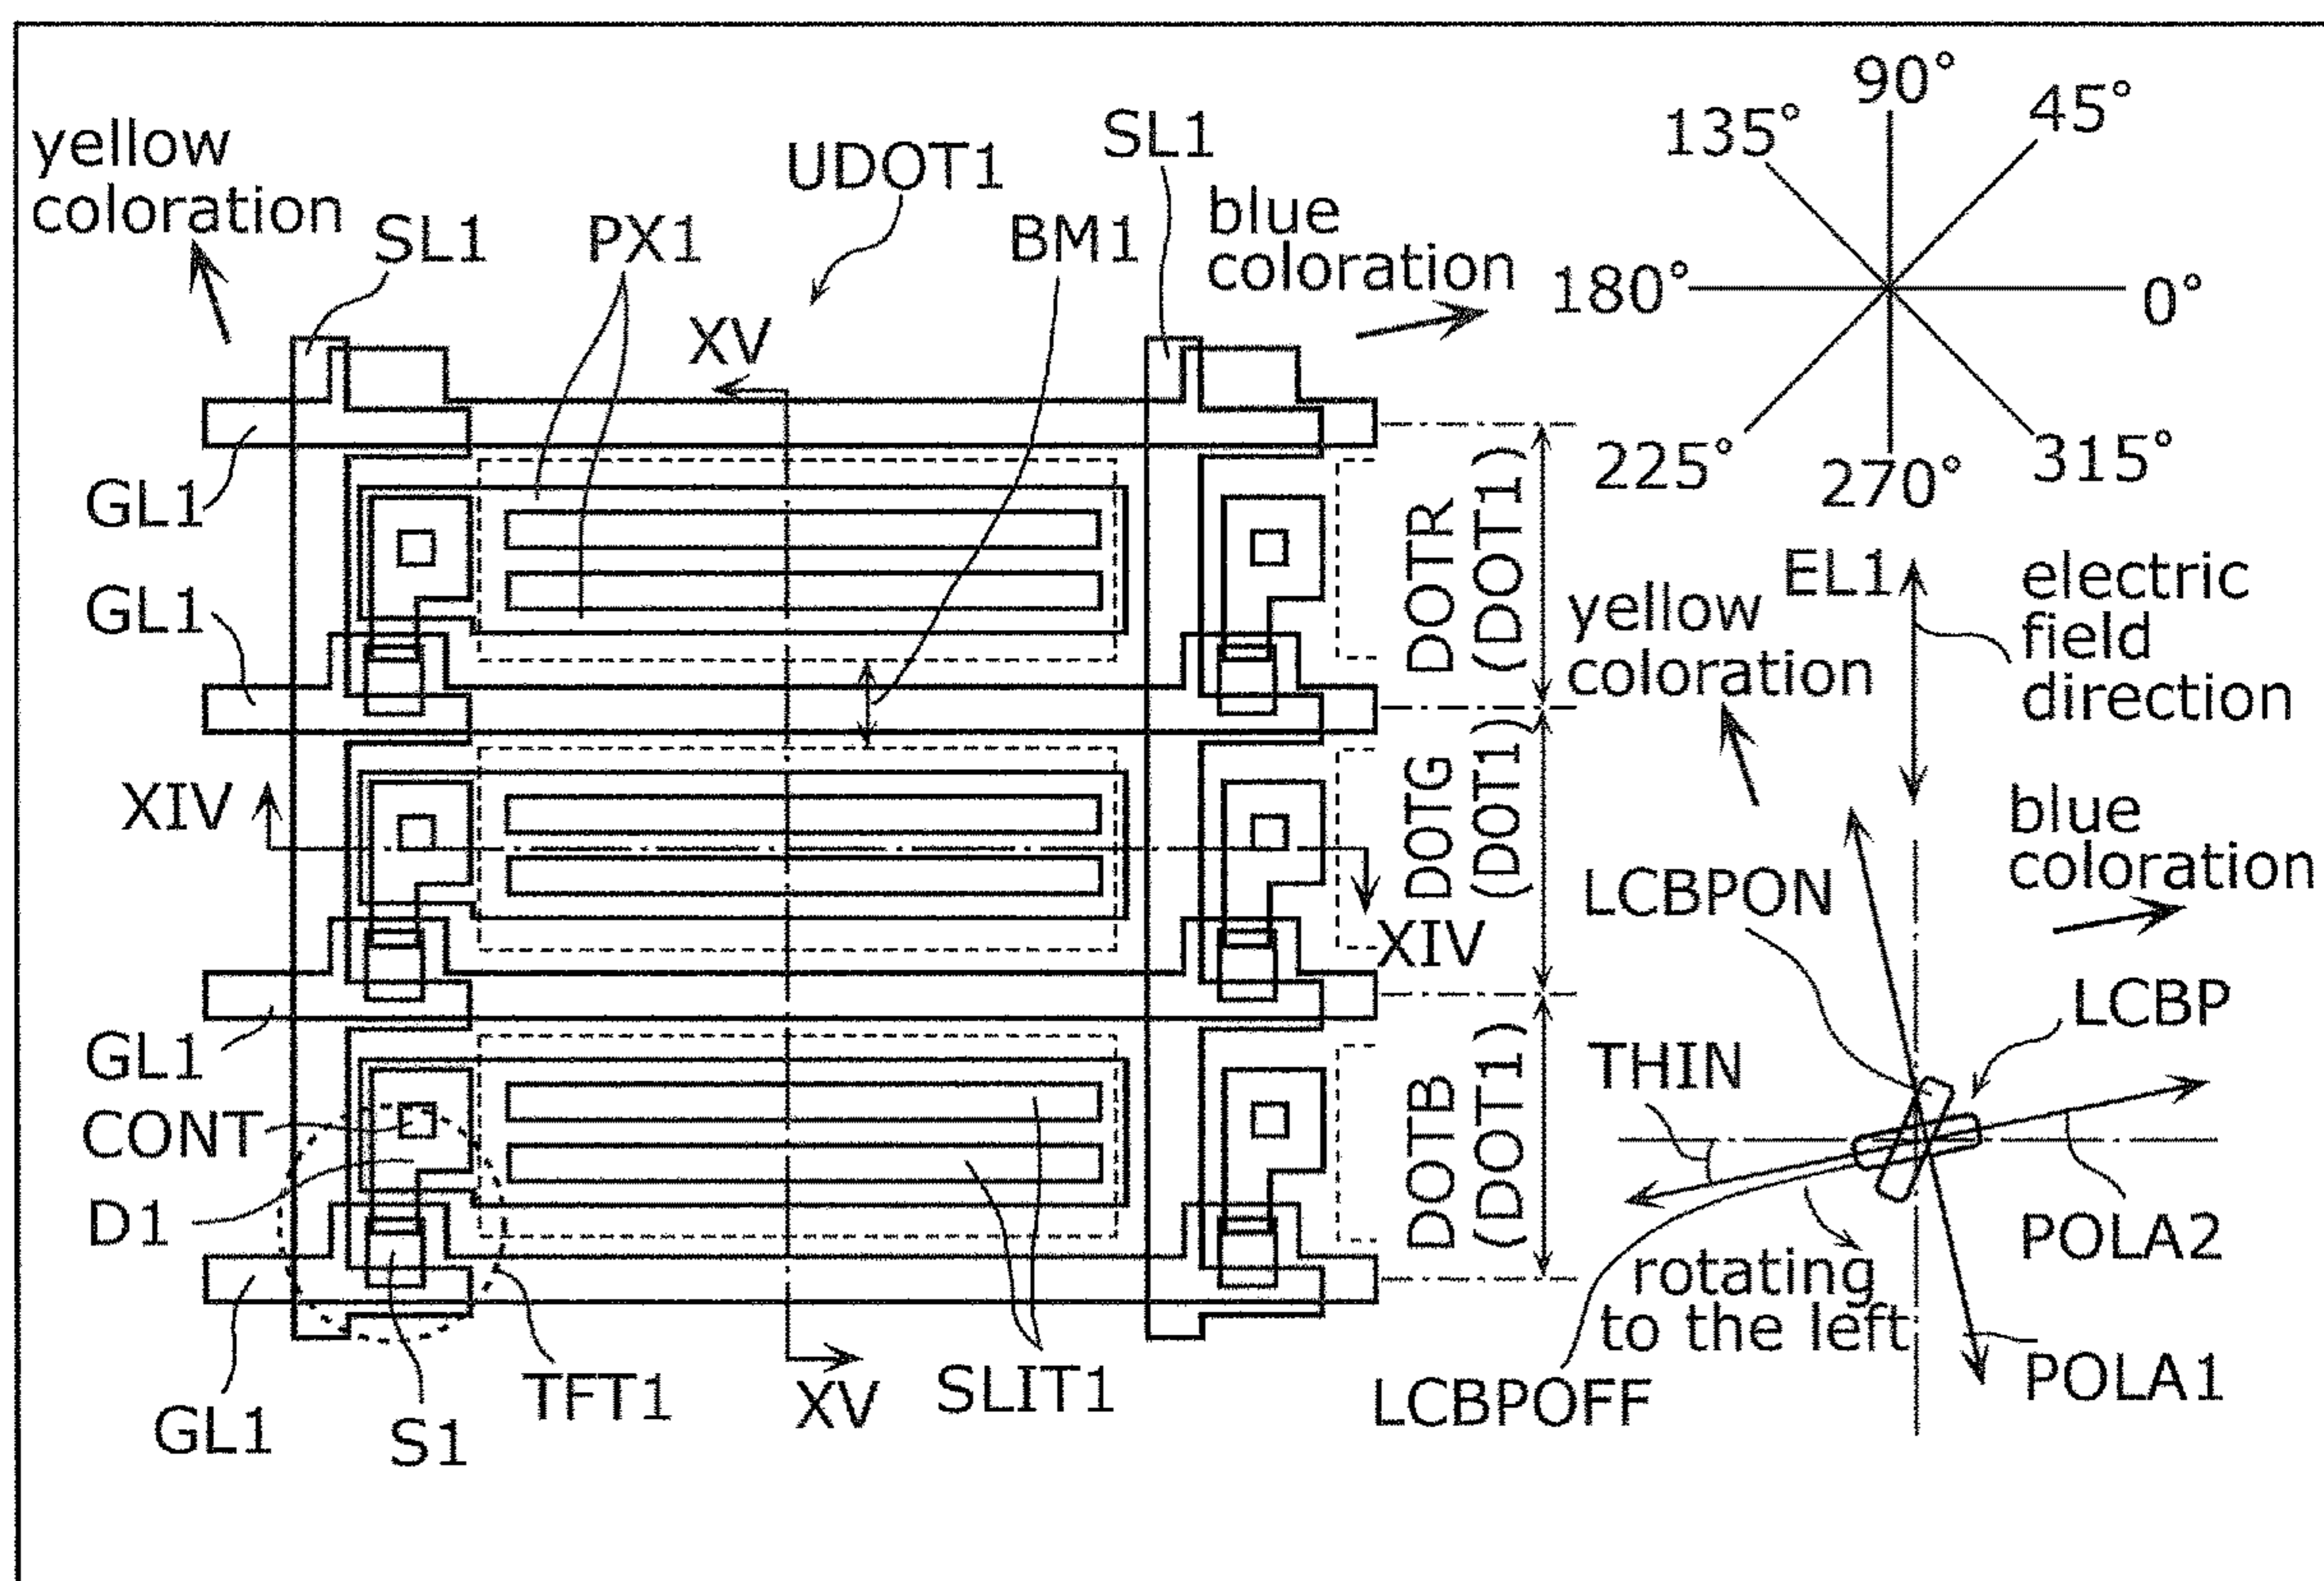 yellow
coloration
SL1
PX1
UDOT1
BM1
SL1
blue
coloration
XV
GL1
GL1
XIV
GL1
CONT
D1
GL1
S1
TFT1
XV
SLIT1
XIV
DOTR
(DOT1)
DOTG
(DOT1)
DOTB
(DOT1)
90°
135°
45°
180°
0°
225°
270°
315°
EL1
electric
field
direction
yellow
coloration
blue
coloration
LCBPON
LCBP
THIN
POLA2
rotating
to the left
LCBPOFF
POLA1